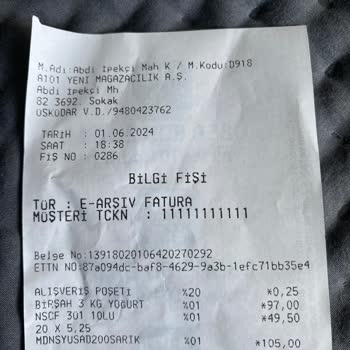 M.Adı:Abdi İpekçi Mah K / M.Kodu:D918
A101 YENİ MAGAZACILIK A.Ş.
Abdi İpekçi Mh
82 3692. Sokak
ÜSKÜDAR V.D./9480423762
TARİH : 01.06.2024
SAAT : 18:38
FİŞ NO : 0286
BİLGİ FİŞİ
TÜR : E-ARŞİV FATURA
MÜŞTERİ TCKN : 11111111111
Belge No:13918020106420270292
ETTN NO:87a094dc-baf8-4629-9a3b-1efc71bb35e4
ALIŞVERİŞ POŞETİ %20 *0,25
BİRŞAH 3 KG YOĞURT %01 *97,00
NSCF 3Ü1 10LU %01 *49,50
20 X 5,25
MDNSYUSAD200SARIK %01 *105,00